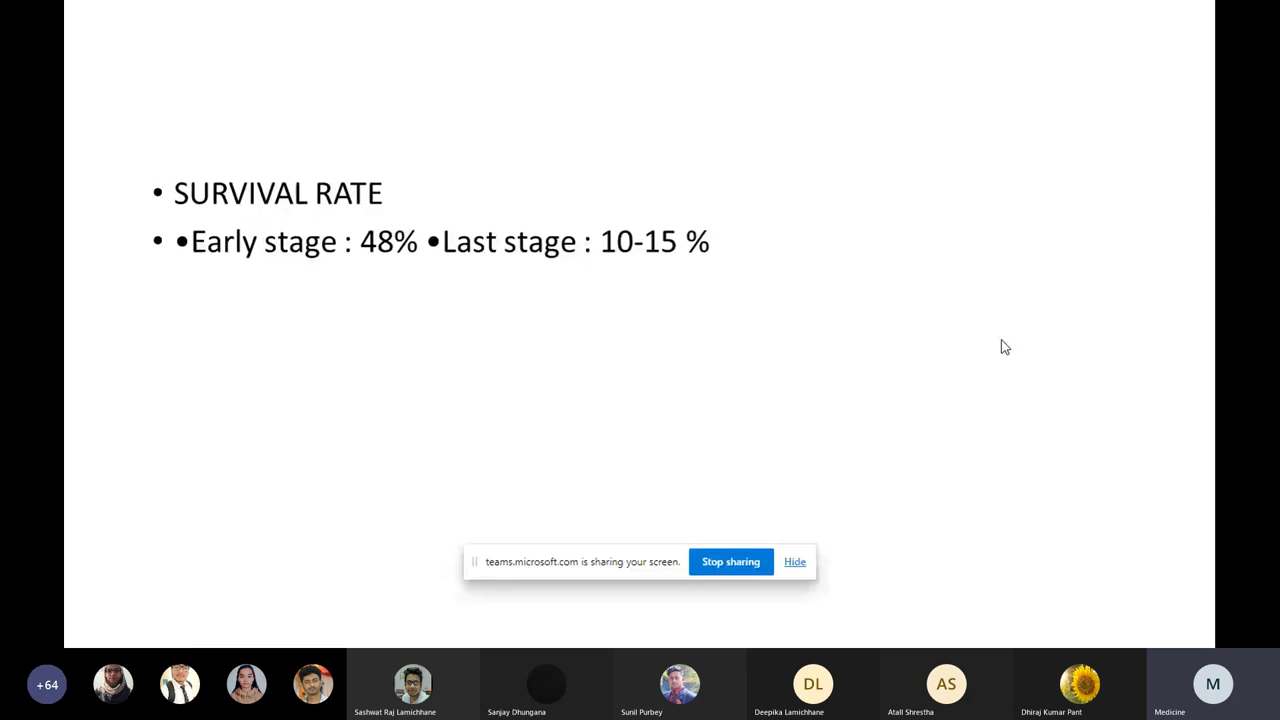 • SURVIVAL RATE
• •Early stage : 48% •Last stage : 10-15 %
teams.microsoft.com is sharing your screen. Stop sharing Hide
+64 DL AS M
Sashwat Raj Lamichhane Sanjay Dhungana Sunil Purbey Deepika Lamichhane Atall Shrestha Dhiraj Kumar Pant Medicine